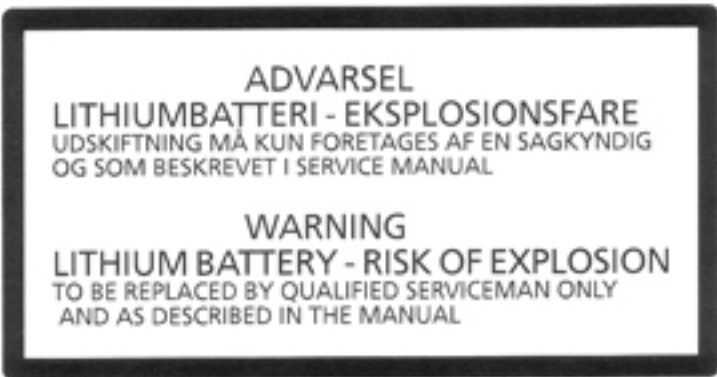 ADVARSEL
LITHIUMBATTERI - EKSPLOSIONSFARE
UDSKIFTNING MÅ KUN FORETAGES AF EN SAGKYNDIG
OG SOM BESKREVET I SERVICE MANUAL
WARNING
LITHIUM BATTERY - RISK OF EXPLOSION
TO BE REPLACED BY QUALIFIED SERVICEMAN ONLY
AND AS DESCRIBED IN THE MANUAL